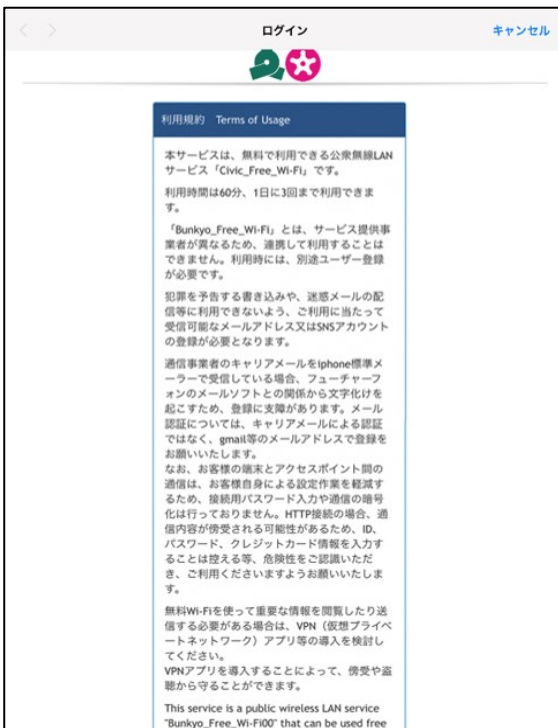 ログイン
キャンセル
利用規約 Terms of Usage
本サービスは、無料で利用できる公衆無線LAN
サービス「Civic_Free_Wi-Fi」です。
利用時間は60分、1日に3回まで利用できま
す。
「Bunkyo_Free_Wi-Fi」とは、サービス提供事
業者が異なるため、連携して利用することは
できません。利用時には、別途ユーザー登録
が必要です。
犯罪を予告する書き込みや、迷惑メールの配
信等に利用できないよう、ご利用に当たって
受信可能なメールアドレス又はSNSアカウント
の登録が必要となります。
通信事業者のキャリアメールをiphone標準メ
ーラーで受信している場合、フューチャーフ
ォンのメールソフトとの関係から文字化けを
起こすため、登録に支障があります。メール
認証については、キャリアメールによる認証
ではなく、gmail等のメールアドレスで登録を
お願いいたします。
なお、お客様の端末とアクセスポイント間の
通信は、お客様自身による設定作業を軽減す
るため、接続用パスワード入力や通信の暗号
化は行っておりません。HTTP接続の場合、通
信内容が傍受される可能性があるため、ID、
パスワード、クレジットカード情報を入力す
ることは控える等、危険性をご認識いただ
き、ご利用くださいますようお願いいたしま
す。
無料Wi-Fiを使って重要な情報を閲覧したり送
信する必要がある場合は、VPN（仮想プライベ
ートネットワーク）アプリ等の導入を検討し
てください。
VPNアプリを導入することによって、傍受や盗
聴から守ることができます。
This service is a public wireless LAN service
"Bunkyo_Free_Wi-Fi00" that can be used free